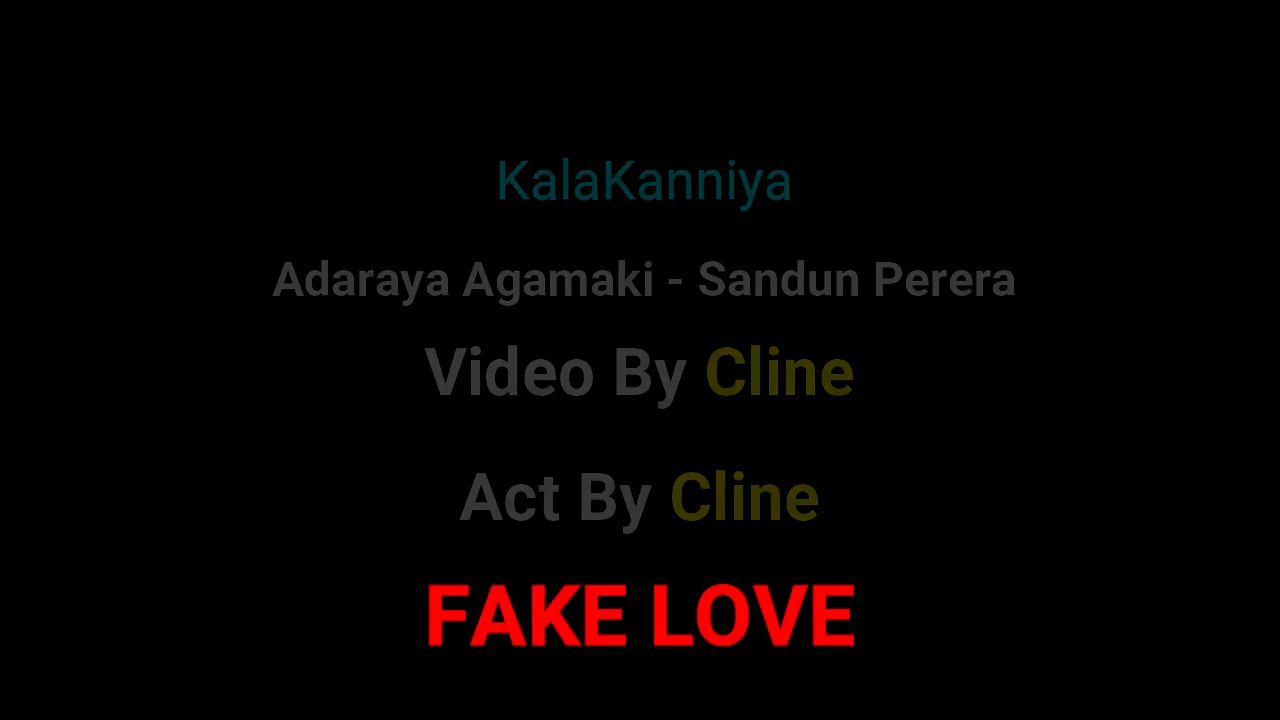 KalaKanniya
Adaraya Agamaki - Sandun Perera
Video By Cline
Act By Cline
FAKE LOVE